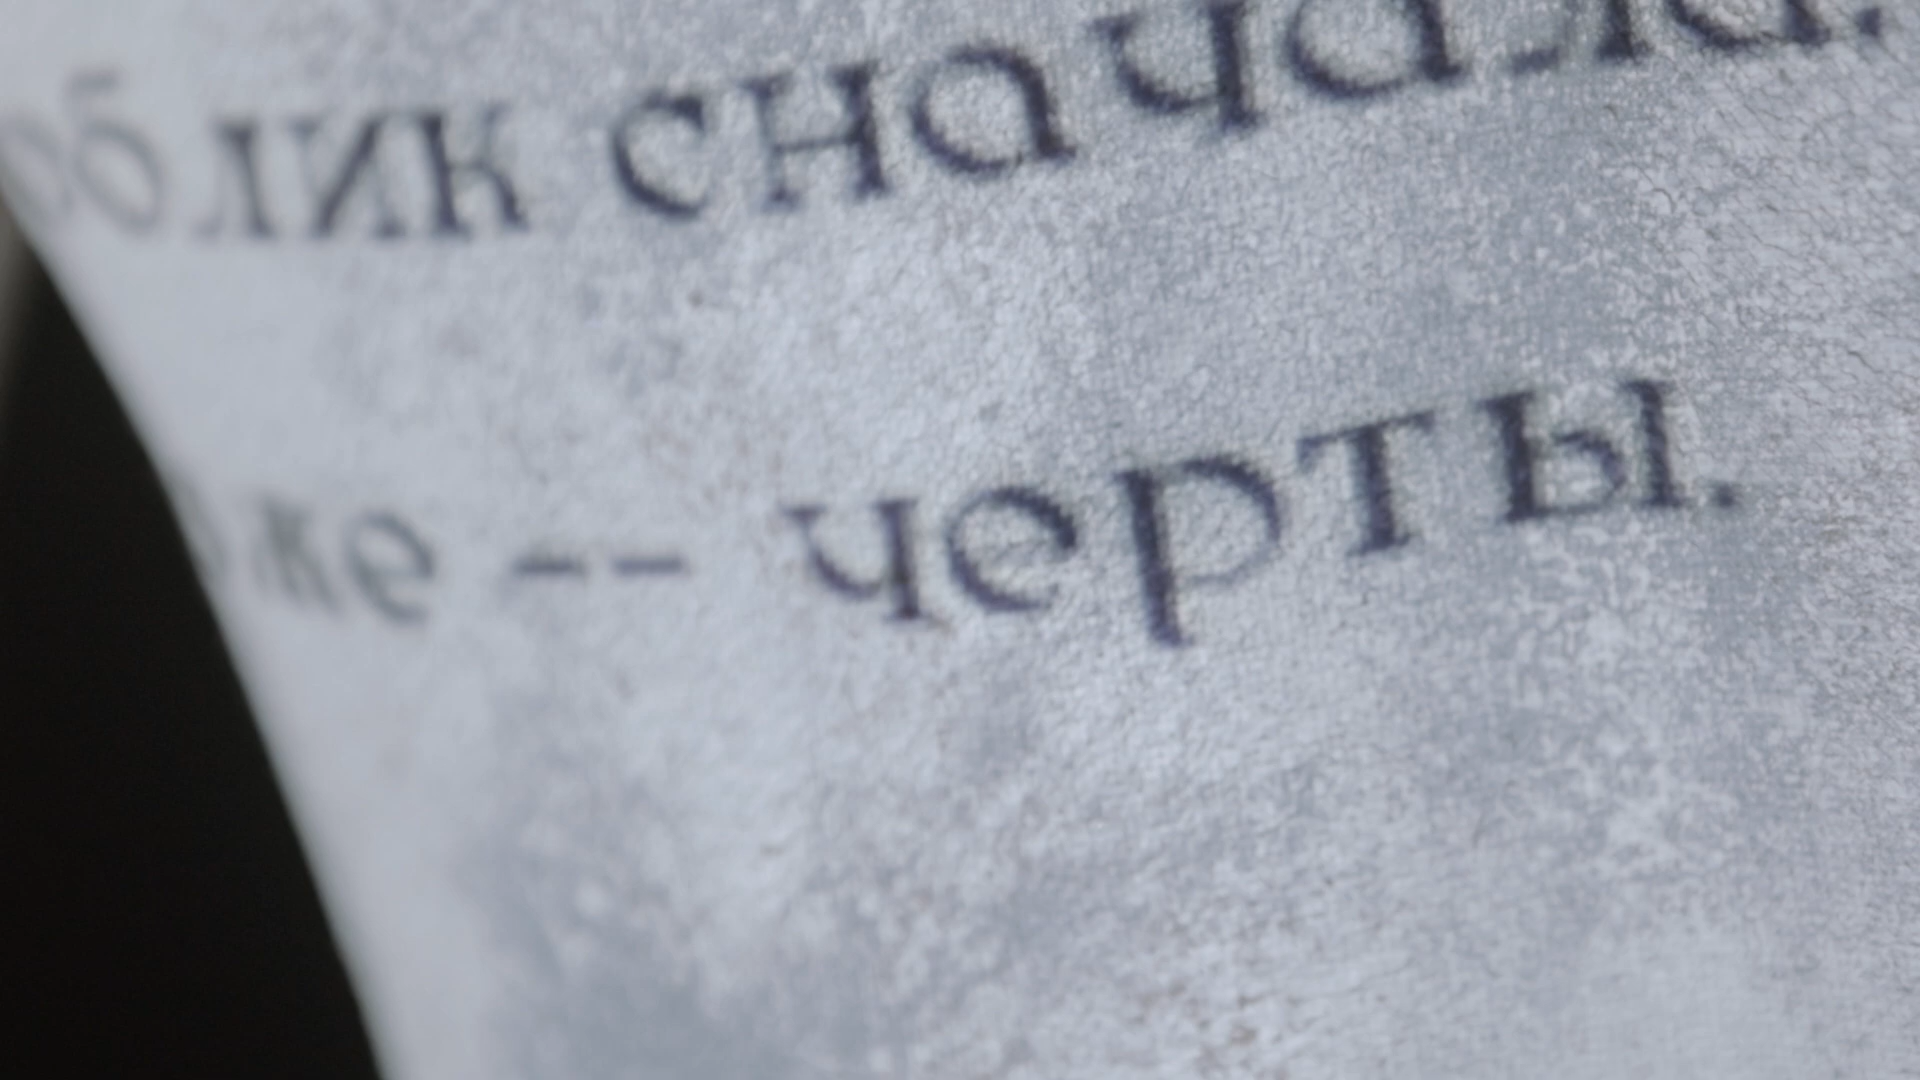 облик сначала.
же -- черты.